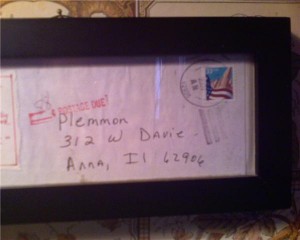 POSTAGE DUE
Plemmon
312 W Davie
Anna, Il 62906